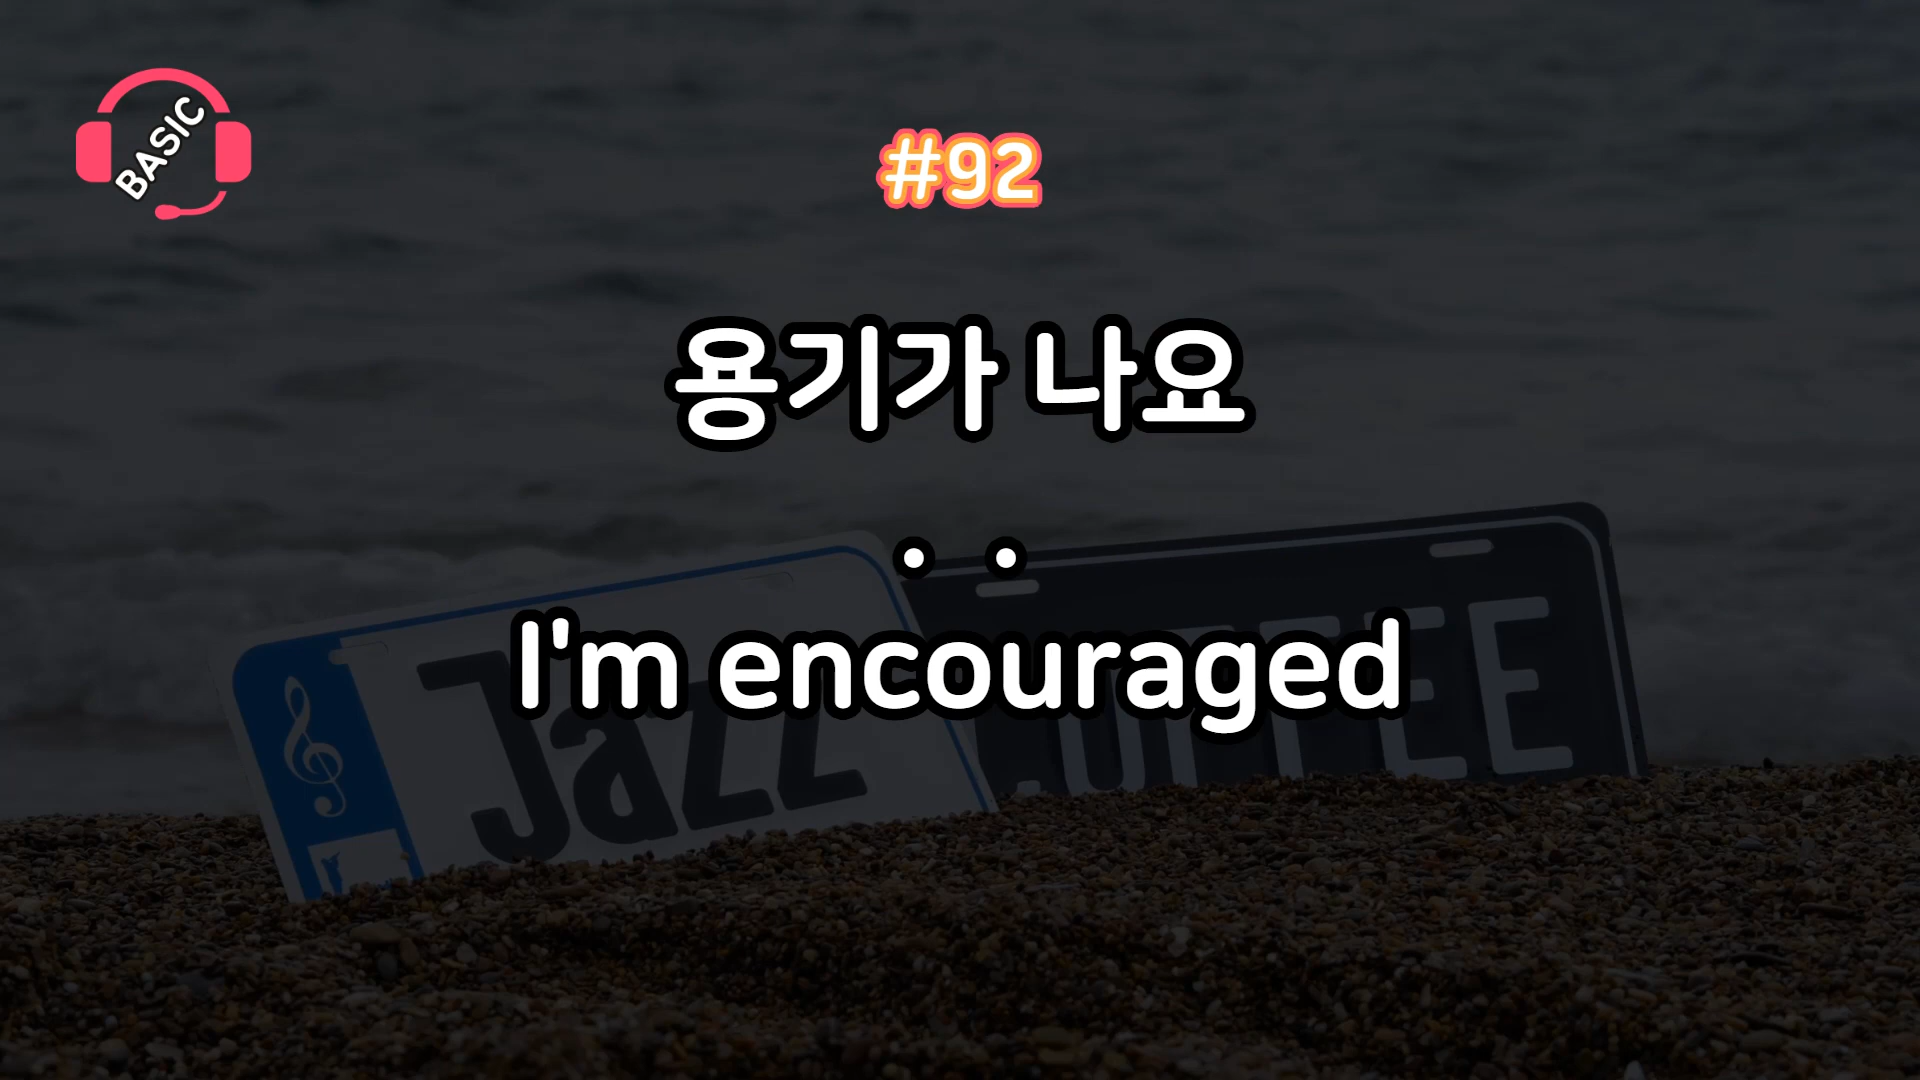 BASIC
#92
용기가 나요
. .
I'm encouraged
Jazz